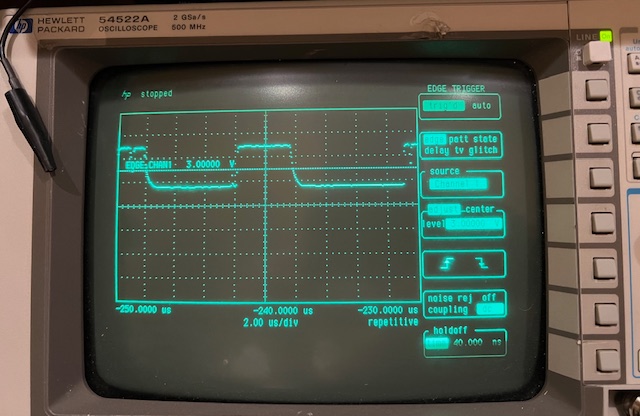 hp HEWLETT PACKARD 54522A OSCILLOSCOPE 2 GSa/s 500 MHz
LINE
hp stopped
EDGE TRIGGER
auto
patt state
delay tv glitch
source
EDGE CHAN1 3.00000 V
center
level
-250.0000 us -240.0000 us -230.0000 us
2.00 us/div repetitive
noise rej off
coupling
holdoff
40.000 ns